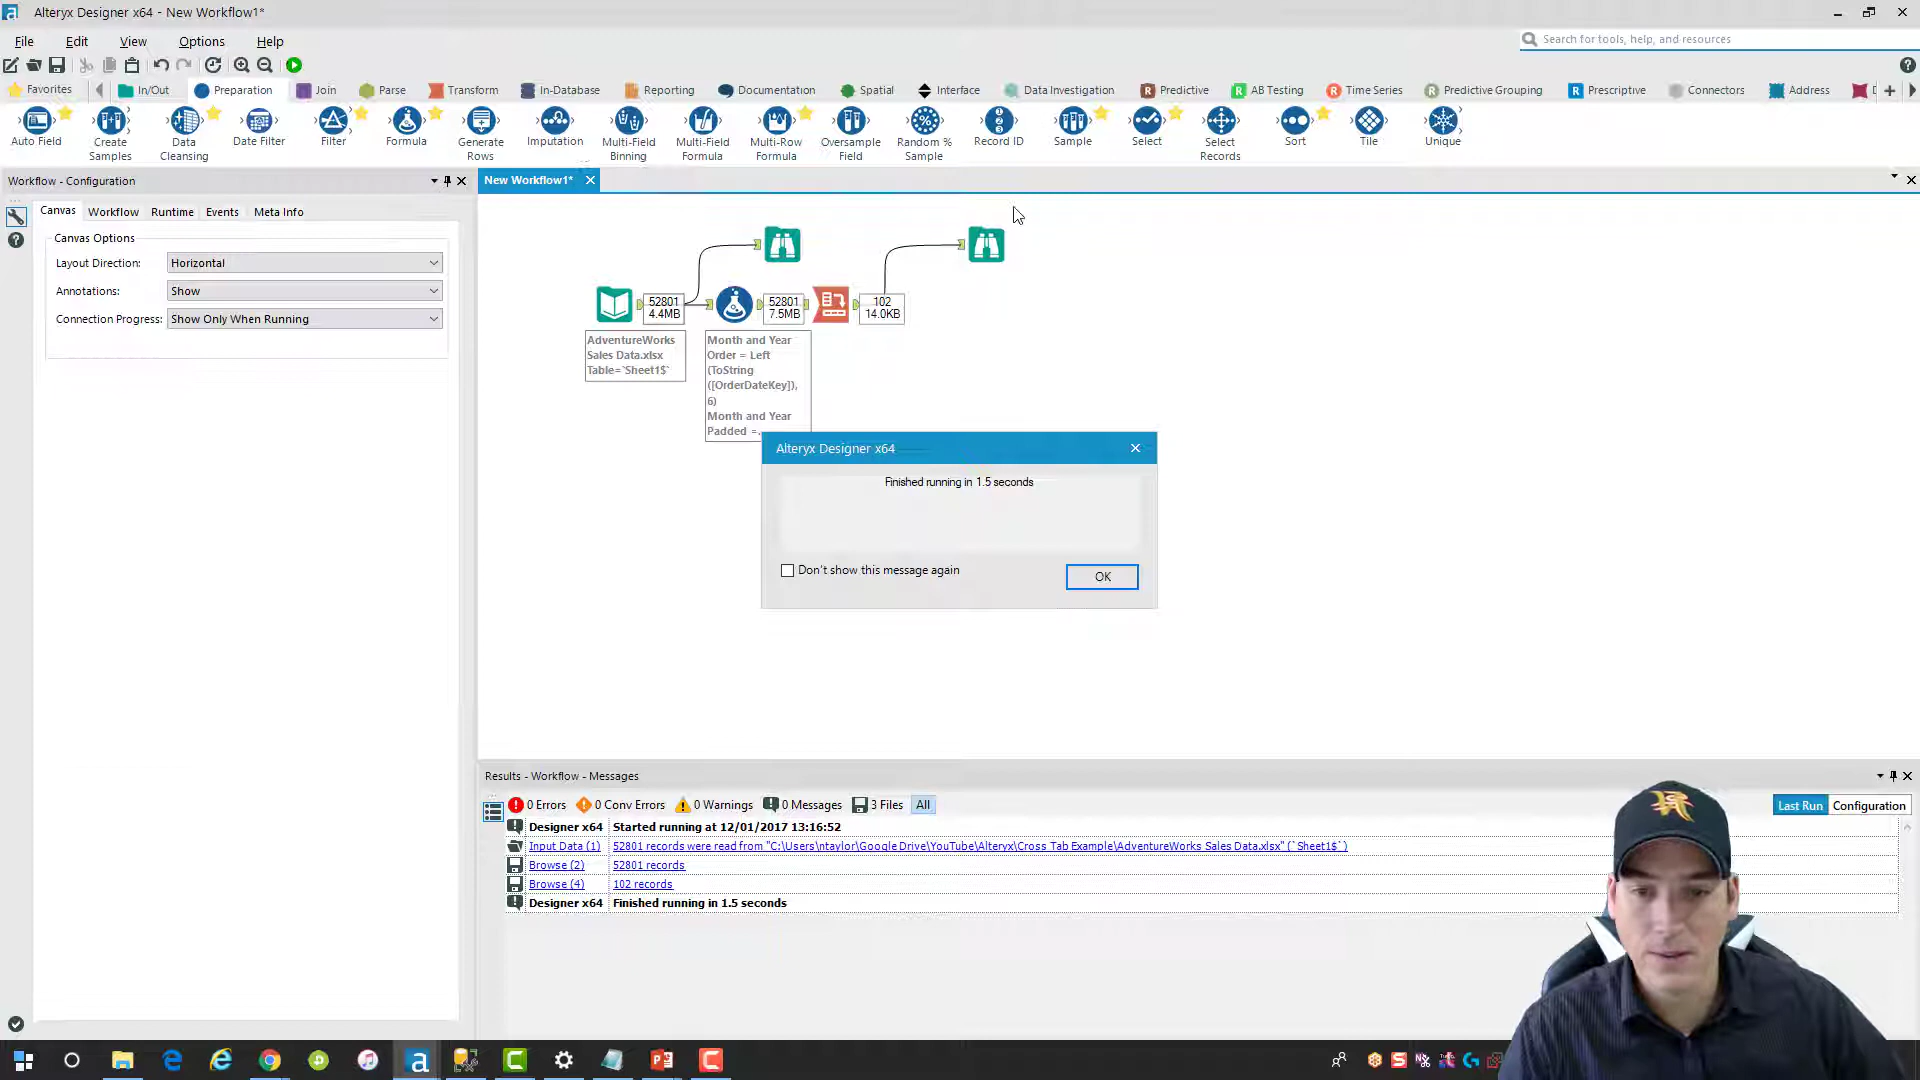 Alteryx Designer x64 - New Workflow1*
File Edit View Options Help
Search for tools, help, and resources
Favorites In/Out Preparation Join Parse Transform In-Database Reporting Documentation Spatial Interface Data Investigation Predictive AB Testing Time Series Predictive Grouping Prescriptive Connectors Address
Auto Field Create Samples Data Cleansing Date Filter Filter Formula Generate Rows Imputation Multi-Field Binning Multi-Field Formula Multi-Row Formula Oversample Field Random % Sample Record ID Sample Select Select Records Sort Tile Unique
Workflow - Configuration
New Workflow1*
Canvas Workflow Runtime Events Meta Info
Canvas Options
Layout Direction: Horizontal
Annotations: Show
Connection Progress: Show Only When Running
52801
4.4MB
52801
7.5MB
102
14.0KB
AdventureWorks
Sales Data.xlsx
Table=`Sheet1$`
Month and Year
Order = Left
(ToString
([OrderDateKey]),
6)
Month and Year
Padded =.
Alteryx Designer x64
Finished running in 1.5 seconds
Don't show this message again
OK
Results - Workflow - Messages
0 Errors 0 Conv Errors 0 Warnings 0 Messages 3 Files All
Last Run Configuration
Designer x64 Started running at 12/01/2017 13:16:52
Input Data (1) 52801 records were read from "C:\Users\ntaylor\Google Drive\YouTube\Alteryx\Cross Tab Example\AdventureWorks Sales Data.xlsx" (`Sheet1$`)
Browse (2) 52801 records
Browse (4) 102 records
Designer x64 Finished running in 1.5 seconds